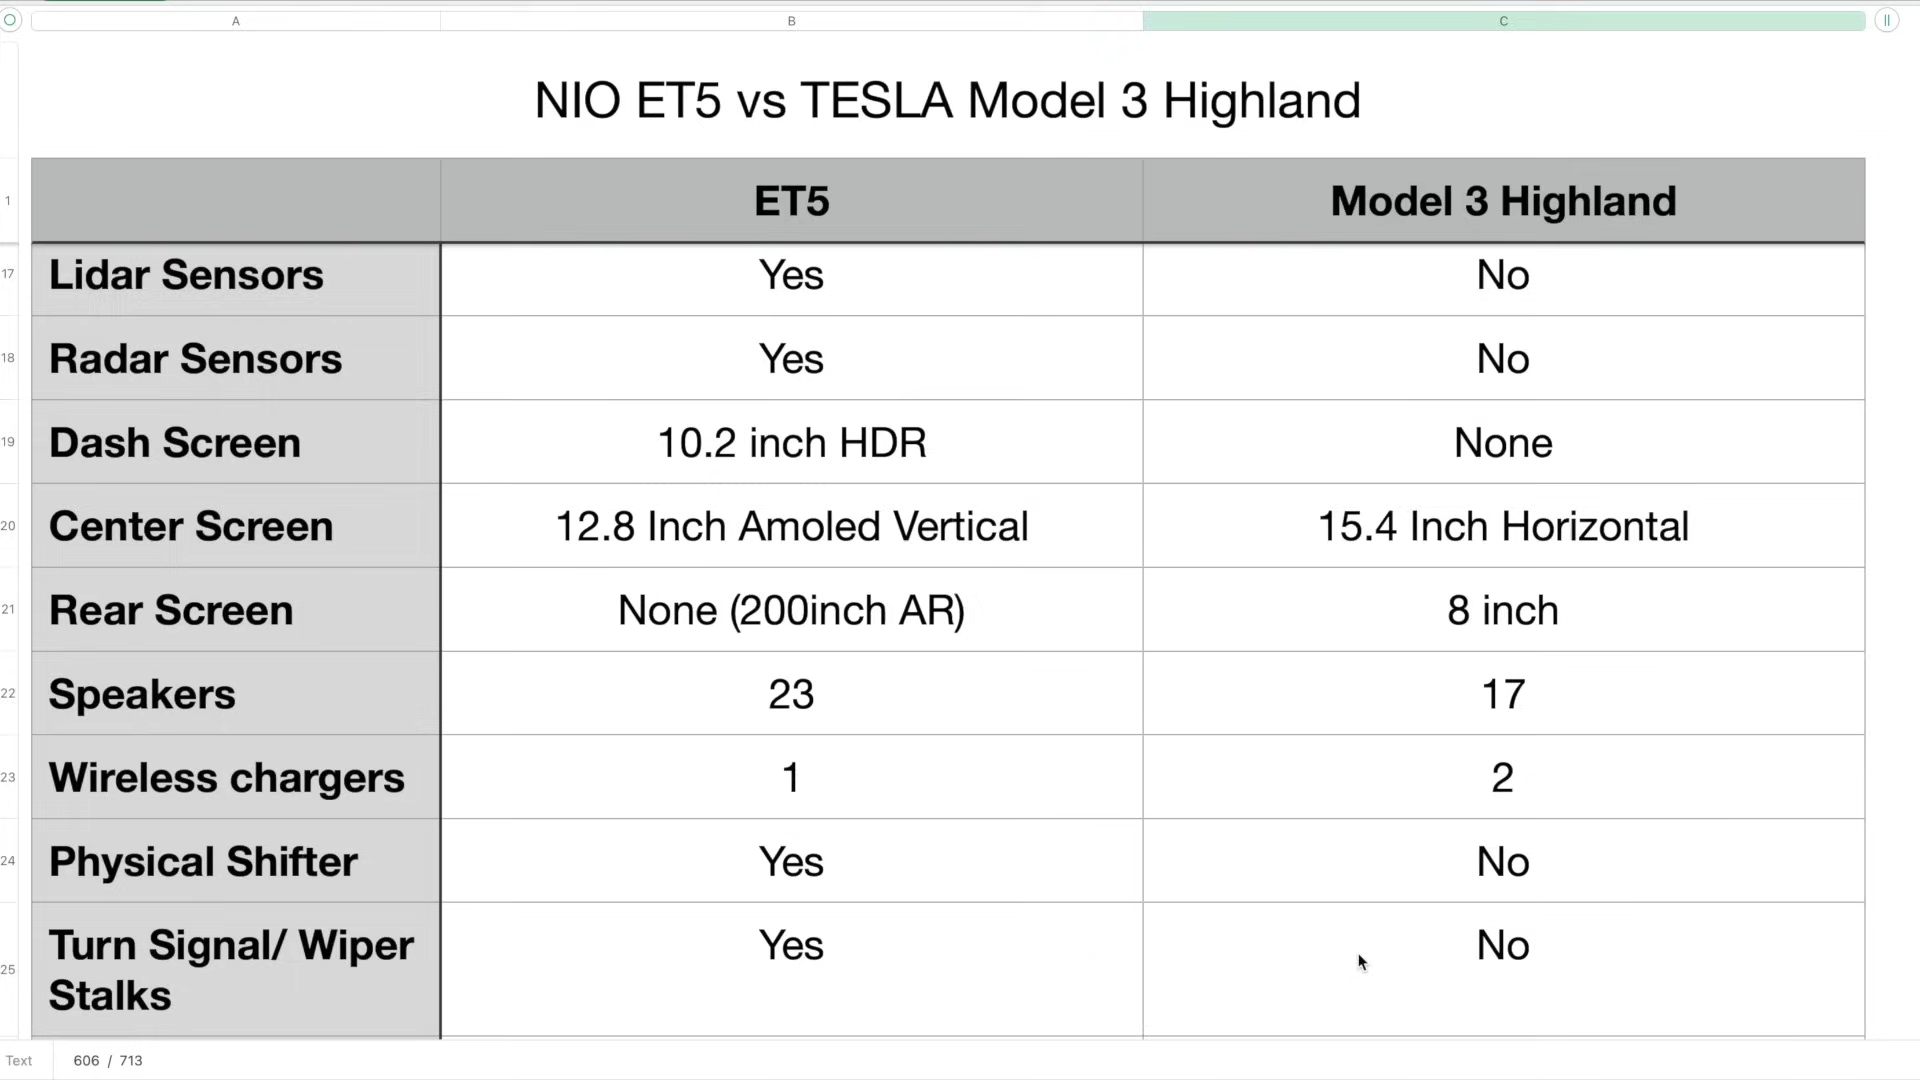 A B C
NIO ET5 vs TESLA Model 3 Highland
1 ET5 Model 3 Highland
17 Lidar Sensors Yes No
18 Radar Sensors Yes No
19 Dash Screen 10.2 inch HDR None
20 Center Screen 12.8 Inch Amoled Vertical 15.4 Inch Horizontal
21 Rear Screen None (200inch AR) 8 inch
22 Speakers 23 17
23 Wireless chargers 1 2
24 Physical Shifter Yes No
25 Turn Signal/ Wiper Yes No
Stalks
Text 606 / 713